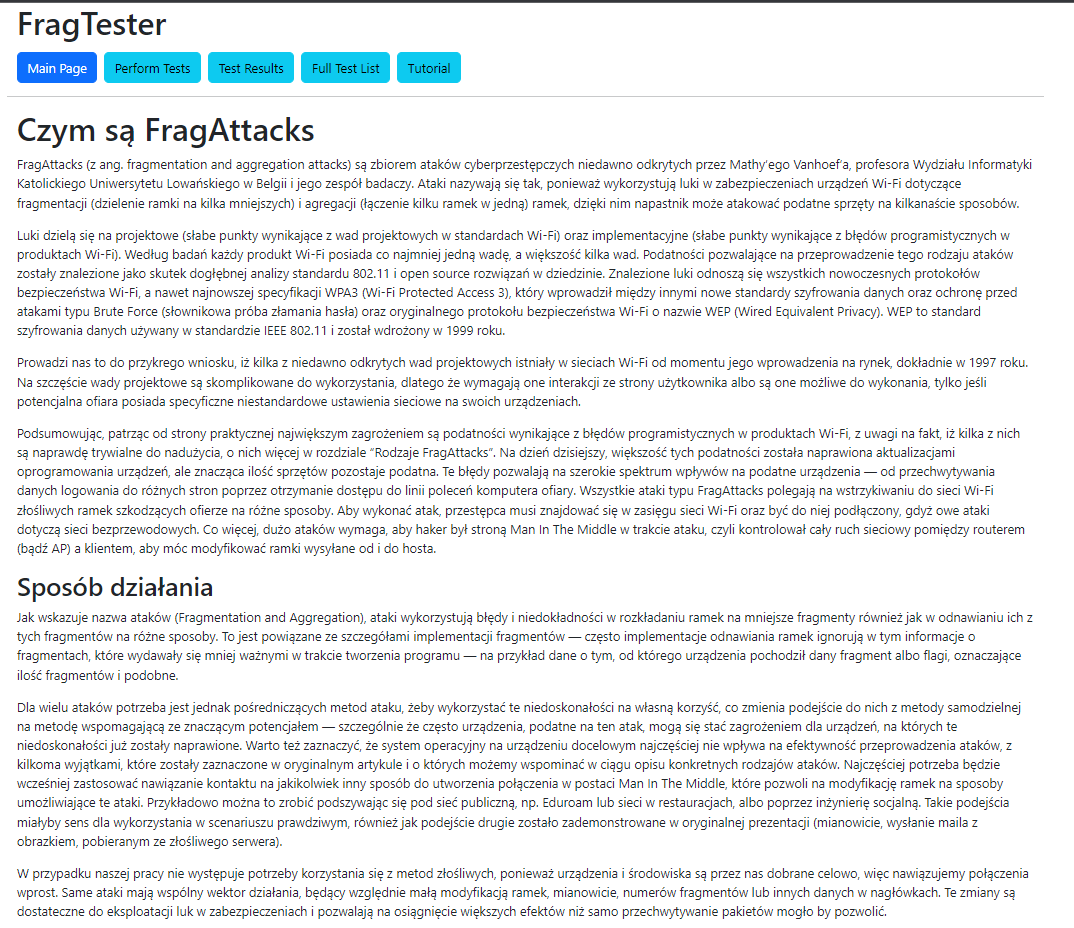 FragTester
Main Page Perform Tests Test Results Full Test List Tutorial
Czym są FragAttacks
FragAttacks (z ang. fragmentation and aggregation attacks) są zbiorem ataków cyberprzestępczych niedawno odkrytych przez Mathy'ego Vanhoef'a, profesora Wydziału Informatyki
Katolickiego Uniwersytetu Lowańskiego w Belgii i jego zespół badaczy. Ataki nazywają się tak, ponieważ wykorzystują luki w zabezpieczeniach urządzeń Wi-Fi dotyczące
fragmentacji (dzielenie ramki na kilka mniejszych) i agregacji (łączenie kilku ramek w jedną) ramek, dzięki nim napastnik może atakować podatne sprzęty na kilkanaście sposobów.
Luki dzielą się na projektowe (słabe punkty wynikające z wad projektowych w standardach Wi-Fi) oraz implementacyjne (słabe punkty wynikające z błędów programistycznych w
produktach Wi-Fi). Według badań każdy produkt Wi-Fi posiada co najmniej jedną wadę, a większość kilka wad. Podatności pozwalające na przeprowadzenie tego rodzaju ataków
zostały znalezione jako skutek dogłębnej analizy standardu 802.11 i open source rozwiązań w dziedzinie. Znalezione luki odnoszą się wszystkich nowoczesnych protokołów
bezpieczeństwa Wi-Fi, a nawet najnowszej specyfikacji WPA3 (Wi-Fi Protected Access 3), który wprowadził między innymi nowe standardy szyfrowania danych oraz ochronę przed
atakami typu Brute Force (słownikowa próba złamania hasła) oraz oryginalnego protokołu bezpieczeństwa Wi-Fi o nazwie WEP (Wired Equivalent Privacy). WEP to standard
szyfrowania danych używany w standardzie IEEE 802.11 i został wdrożony w 1999 roku.
Prowadzi nas to do przykrego wniosku, iż kilka z niedawno odkrytych wad projektowych istniały w sieciach Wi-Fi od momentu jego wprowadzenia na rynek, dokładnie w 1997 roku.
Na szczęście wady projektowe są skomplikowane do wykorzystania, dlatego że wymagają one interakcji ze strony użytkownika albo są one możliwe do wykonania, tylko jeśli
potencjalna ofiara posiada specyficzne niestandardowe ustawienia sieciowe na swoich urządzeniach.
Podsumowując, patrząc od strony praktycznej największym zagrożeniem są podatności wynikające z błędów programistycznych w produktach Wi-Fi, z uwagi na fakt, iż kilka z nich
są naprawdę trywialne do nadużycia, o nich więcej w rozdziale “Rodzaje FragAttacks”. Na dzień dzisiejszy, większość tych podatności została naprawiona aktualizacjami
oprogramowania urządzeń, ale znacząca ilość sprzętów pozostaje podatna. Te błędy pozwalają na szerokie spektrum wpływów na podatne urządzenia — od przechwytywania
danych logowania do różnych stron poprzez otrzymanie dostępu do linii poleceń komputera ofiary. Wszystkie ataki typu FragAttacks polegają na wstrzykiwaniu do sieci Wi-Fi
złośliwych ramek szkodzących ofierze na różne sposoby. Aby wykonać atak, przestępca musi znajdować się w zasięgu sieci Wi-Fi oraz być do niej podłączony, gdyż owe ataki
dotyczą sieci bezprzewodowych. Co więcej, dużo ataków wymaga, aby haker był stroną Man In The Middle w trakcie ataku, czyli kontrolował cały ruch sieciowy pomiędzy routerem
(bądź AP) a klientem, aby móc modyfikować ramki wysyłane od i do hosta.
Sposób działania
Jak wskazuje nazwa ataków (Fragmentation and Aggregation), ataki wykorzystują błędy i niedokładności w rozkładaniu ramek na mniejsze fragmenty również jak w odnawianiu ich z
tych fragmentów na różne sposoby. To jest powiązane ze szczegółami implementacji fragmentów — często implementacje odnawiania ramek ignorują w tym informacje o
fragmentach, które wydawały się mniej ważnymi w trakcie tworzenia programu — na przykład dane o tym, od którego urządzenia pochodził dany fragment albo flagi, oznaczające
ilość fragmentów i podobne.
Dla wielu ataków potrzeba jest jednak pośredniczących metod ataku, żeby wykorzystać te niedoskonałości na własną korzyść, co zmienia podejście do nich z metody samodzielnej
na metodę wspomagającą ze znaczącym potencjałem — szczególnie że często urządzenia, podatne na ten atak, mogą się stać zagrożeniem dla urządzeń, na których te
niedoskonałości już zostały naprawione. Warto też zaznaczyć, że system operacyjny na urządzeniu docelowym najczęściej nie wpływa na efektywność przeprowadzenia ataków, z
kilkoma wyjątkami, które zostały zaznaczone w oryginalnym artykule i o których możemy wspominać w ciągu opisu konkretnych rodzajów ataków. Najczęściej potrzeba będzie
wcześniej zastosować nawiązanie kontaktu na jakikolwiek inny sposób do utworzenia połączenia w postaci Man In The Middle, które pozwoli na modyfikację ramek na sposoby
umożliwiające te ataki. Przykładowo można to zrobić podszywając się pod sieć publiczną, np. Eduroam lub sieci w restauracjach, albo poprzez inżynierię socjalną. Takie podejścia
miałyby sens dla wykorzystania w scenariuszu prawdziwym, również jak podejście drugie zostało zademonstrowane w oryginalnej prezentacji (mianowicie, wysłanie maila z
obrazkiem, pobieranym ze złośliwego serwera).
W przypadku naszej pracy nie występuje potrzeby korzystania się z metod złośliwych, ponieważ urządzenia i środowiska są przez nas dobrane celowo, więc nawiązujemy połączenia
wprost. Same ataki mają wspólny wektor działania, będący względnie małą modyfikacją ramek, mianowicie, numerów fragmentów lub innych danych w nagłówkach. Te zmiany są
dostateczne do eksploatacji luk w zabezpieczeniach i pozwalają na osiągnięcie większych efektów niż samo przechwytywanie pakietów mogło by pozwolić.